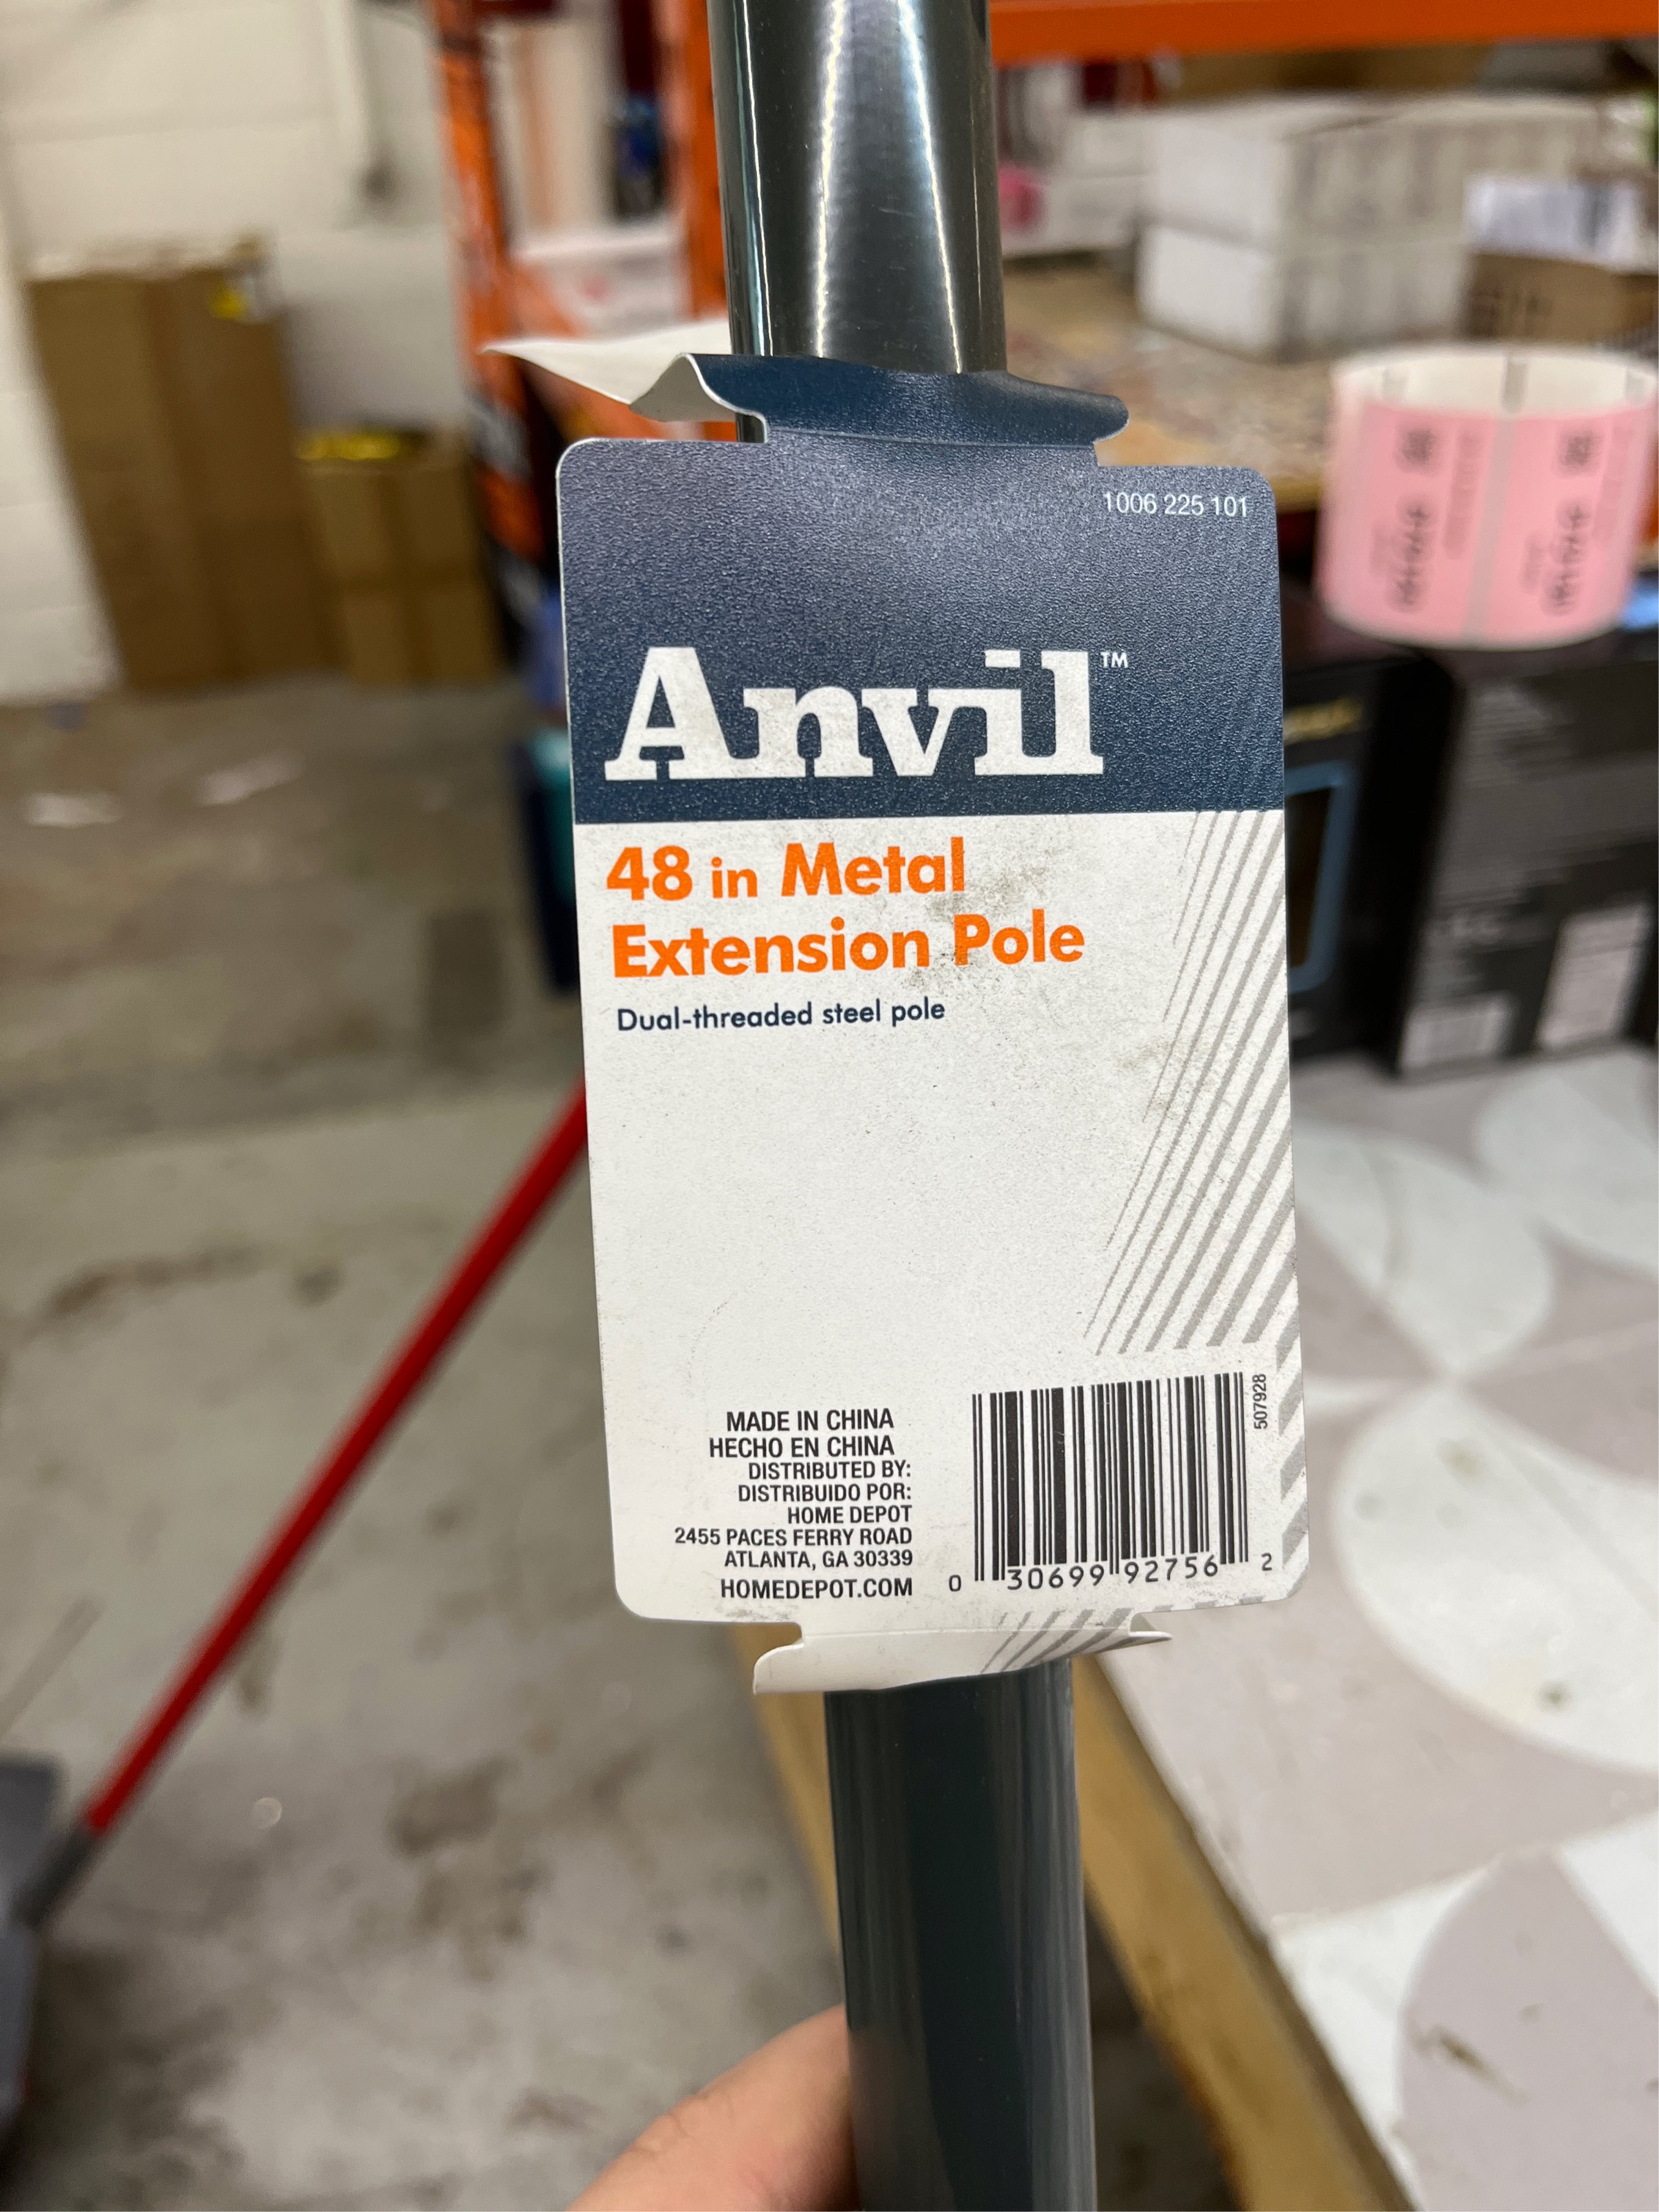 1006 225 101
Anvil™
48 in Metal
Extension Pole
Dual-threaded steel pole
MADE IN CHINA
HECHO EN CHINA
DISTRIBUTED BY:
DISTRIBUIDO POR:
HOME DEPOT
2455 PACES FERRY ROAD
ATLANTA, GA 30339
HOMEDEPOT.COM
507928
0 30699 92756 2